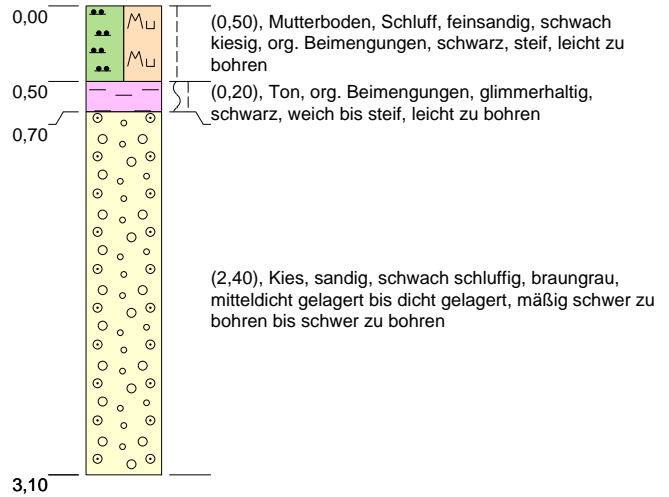 0,00
(0,50), Mutterboden, Schluff, feinsandig, schwach
kiesig, org. Beimengungen, schwarz, steif, leicht zu
bohren
Mu
Mu
0,50
(0,20), Ton, org. Beimengungen, glimmerhaltig,
schwarz, weich bis steif, leicht zu bohren
0,70
(2,40), Kies, sandig, schwach schluffig, braungrau,
mitteldicht gelagert bis dicht gelagert, mäßig schwer zu
bohren bis schwer zu bohren
3,10